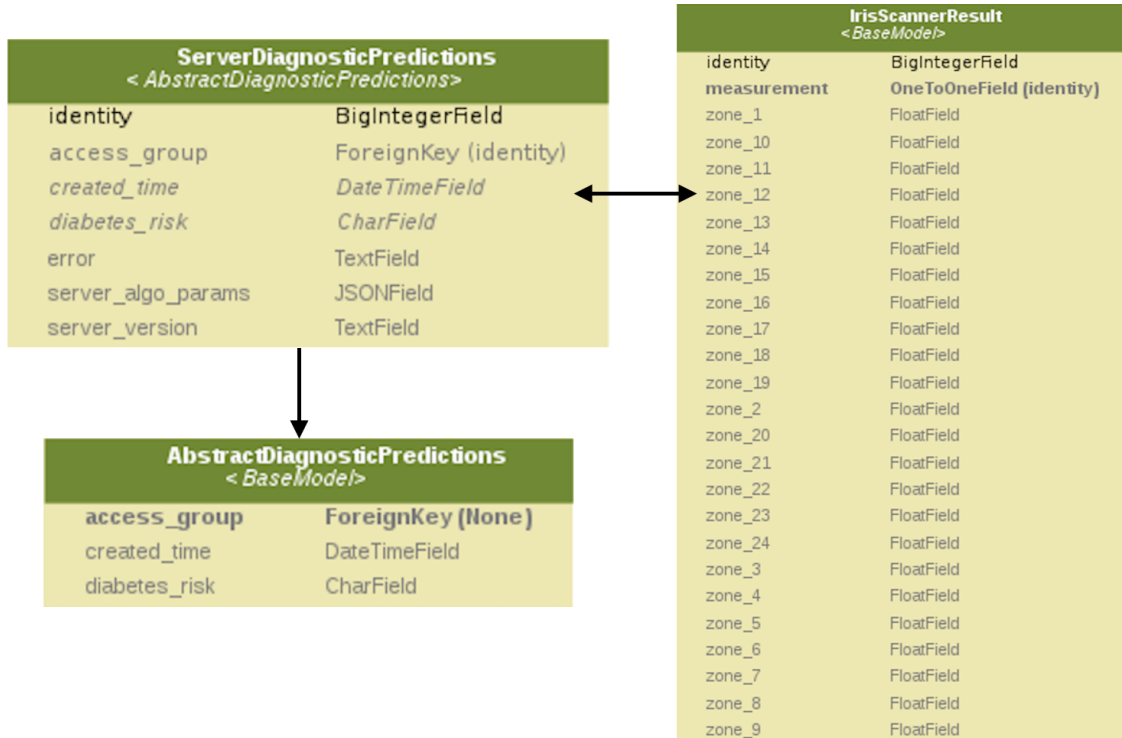 ServerDiagnosticPredictions
< AbstractDiagnosticPredictions>
identity BigIntegerField
access_group ForeignKey (identity)
created_time DateTimeField
diabetes_risk CharField
error TextField
server_algo_params JSONField
server_version TextField
AbstractDiagnosticPredictions
<BaseModel>
access_group ForeignKey (None)
created_time DateTimeField
diabetes_risk CharField
IrisScannerResult
<BaseModel>
identity BigIntegerField
measurement OneToOneField (identity)
zone_1 FloatField
zone_10 FloatField
zone_11 FloatField
zone_12 FloatField
zone_13 FloatField
zone_14 FloatField
zone_15 FloatField
zone_16 FloatField
zone_17 FloatField
zone_18 FloatField
zone_19 FloatField
zone_2 FloatField
zone_20 FloatField
zone_21 FloatField
zone_22 FloatField
zone_23 FloatField
zone_24 FloatField
zone_3 FloatField
zone_4 FloatField
zone_5 FloatField
zone_6 FloatField
zone_7 FloatField
zone_8 FloatField
zone_9 FloatField